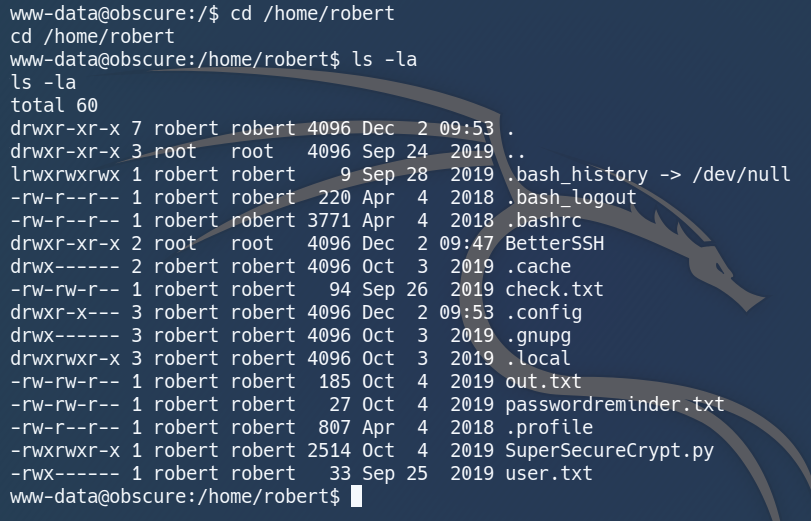 www-data@obscure:/$ cd /home/robert
cd /home/robert
www-data@obscure:/home/robert$ ls -la
ls -la
total 60
drwxr-xr-x 7 robert robert 4096 Dec  2 09:53 .
drwxr-xr-x 3 root   root   4096 Sep 24  2019 ..
lrwxrwxrwx 1 robert robert    9 Sep 28  2019 .bash_history -> /dev/null
-rw-r--r-- 1 robert robert  220 Apr  4  2018 .bash_logout
-rw-r--r-- 1 robert robert 3771 Apr  4  2018 .bashrc
drwxr-xr-x 2 root   root   4096 Dec  2 09:47 BetterSSH
drwx------ 2 robert robert 4096 Oct  3  2019 .cache
-rw-rw-r-- 1 robert robert   94 Sep 26  2019 check.txt
drwxr-x--- 3 robert robert 4096 Dec  2 09:53 .config
drwx------ 3 robert robert 4096 Oct  3  2019 .gnupg
drwxrwxr-x 3 robert robert 4096 Oct  3  2019 .local
-rw-rw-r-- 1 robert robert  185 Oct  4  2019 out.txt
-rw-rw-r-- 1 robert robert   27 Oct  4  2019 passwordreminder.txt
-rw-r--r-- 1 robert robert  807 Apr  4  2018 .profile
-rwxrwxr-x 1 robert robert 2514 Oct  4  2019 SuperSecureCrypt.py
-rwx------ 1 robert robert   33 Sep 25  2019 user.txt
www-data@obscure:/home/robert$